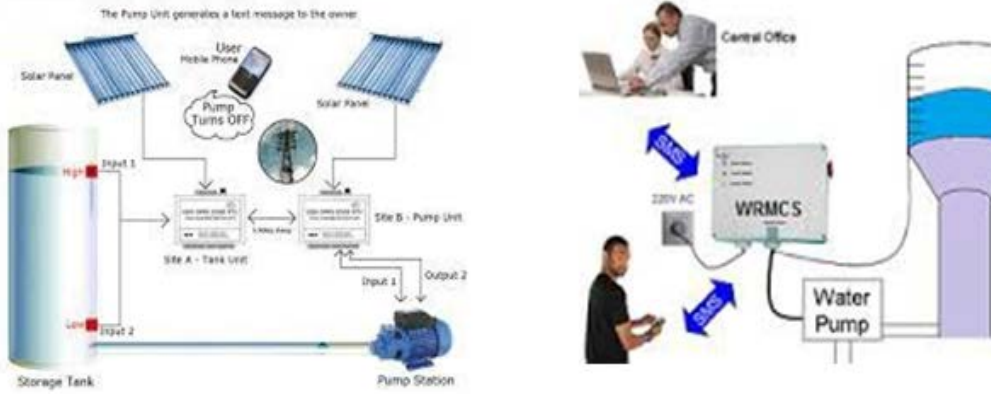 The Pump Unit generates a text message to the owner
User
Mobile Phone
Solar Panel
Solar Panel
Pump
Turns OFF
High
Input 1
Site B - Pump Unit
Site A - Tank Unit
Input 1
Output 2
Low
Input 2
Storage Tank
Pump Station
Central Office
SMS
220V AC
WRMCS
SMS
Water
Pump